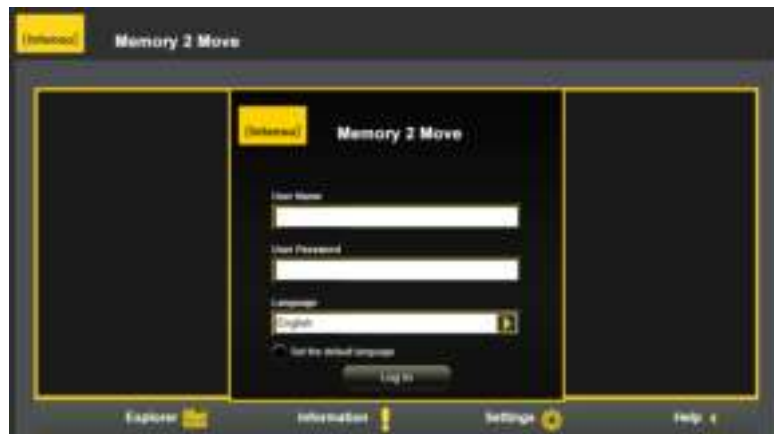 (Intenso)
Memory 2 Move
(Intenso)
Memory 2 Move
User Name
User Password
Language
English
Set the default language
Log In
Explorer
Information
Settings
Help